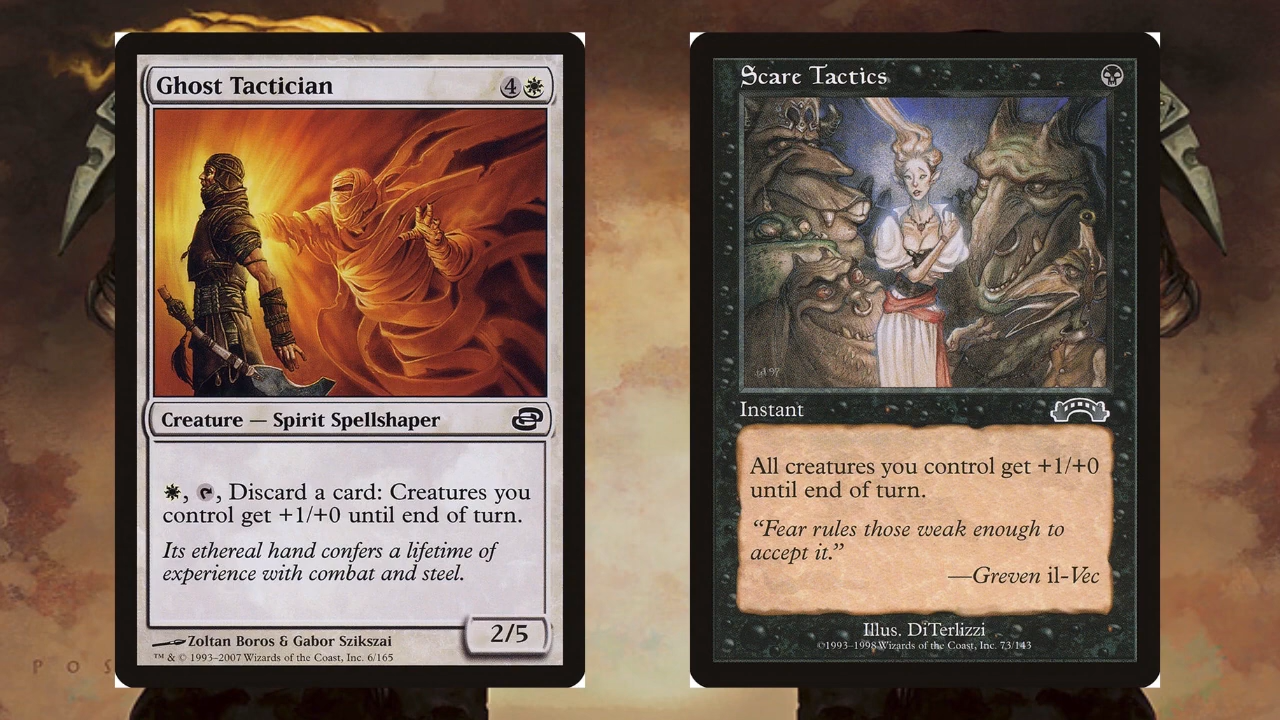 Ghost Tactician
4
Creature — Spirit Spellshaper
, , Discard a card: Creatures you
control get +1/+0 until end of turn.
Its ethereal hand confers a lifetime of
experience with combat and steel.
2/5
Zoltan Boros & Gabor Szikszai
™ & © 1993–2007 Wizards of the Coast, Inc. 6/165
Scare Tactics
Instant
All creatures you control get +1/+0
until end of turn.
“Fear rules those weak enough to
accept it.”
—Greven il-Vec
Illus. DiTerlizzi
©1993–1998 Wizards of the Coast, Inc. 73/143
P O S